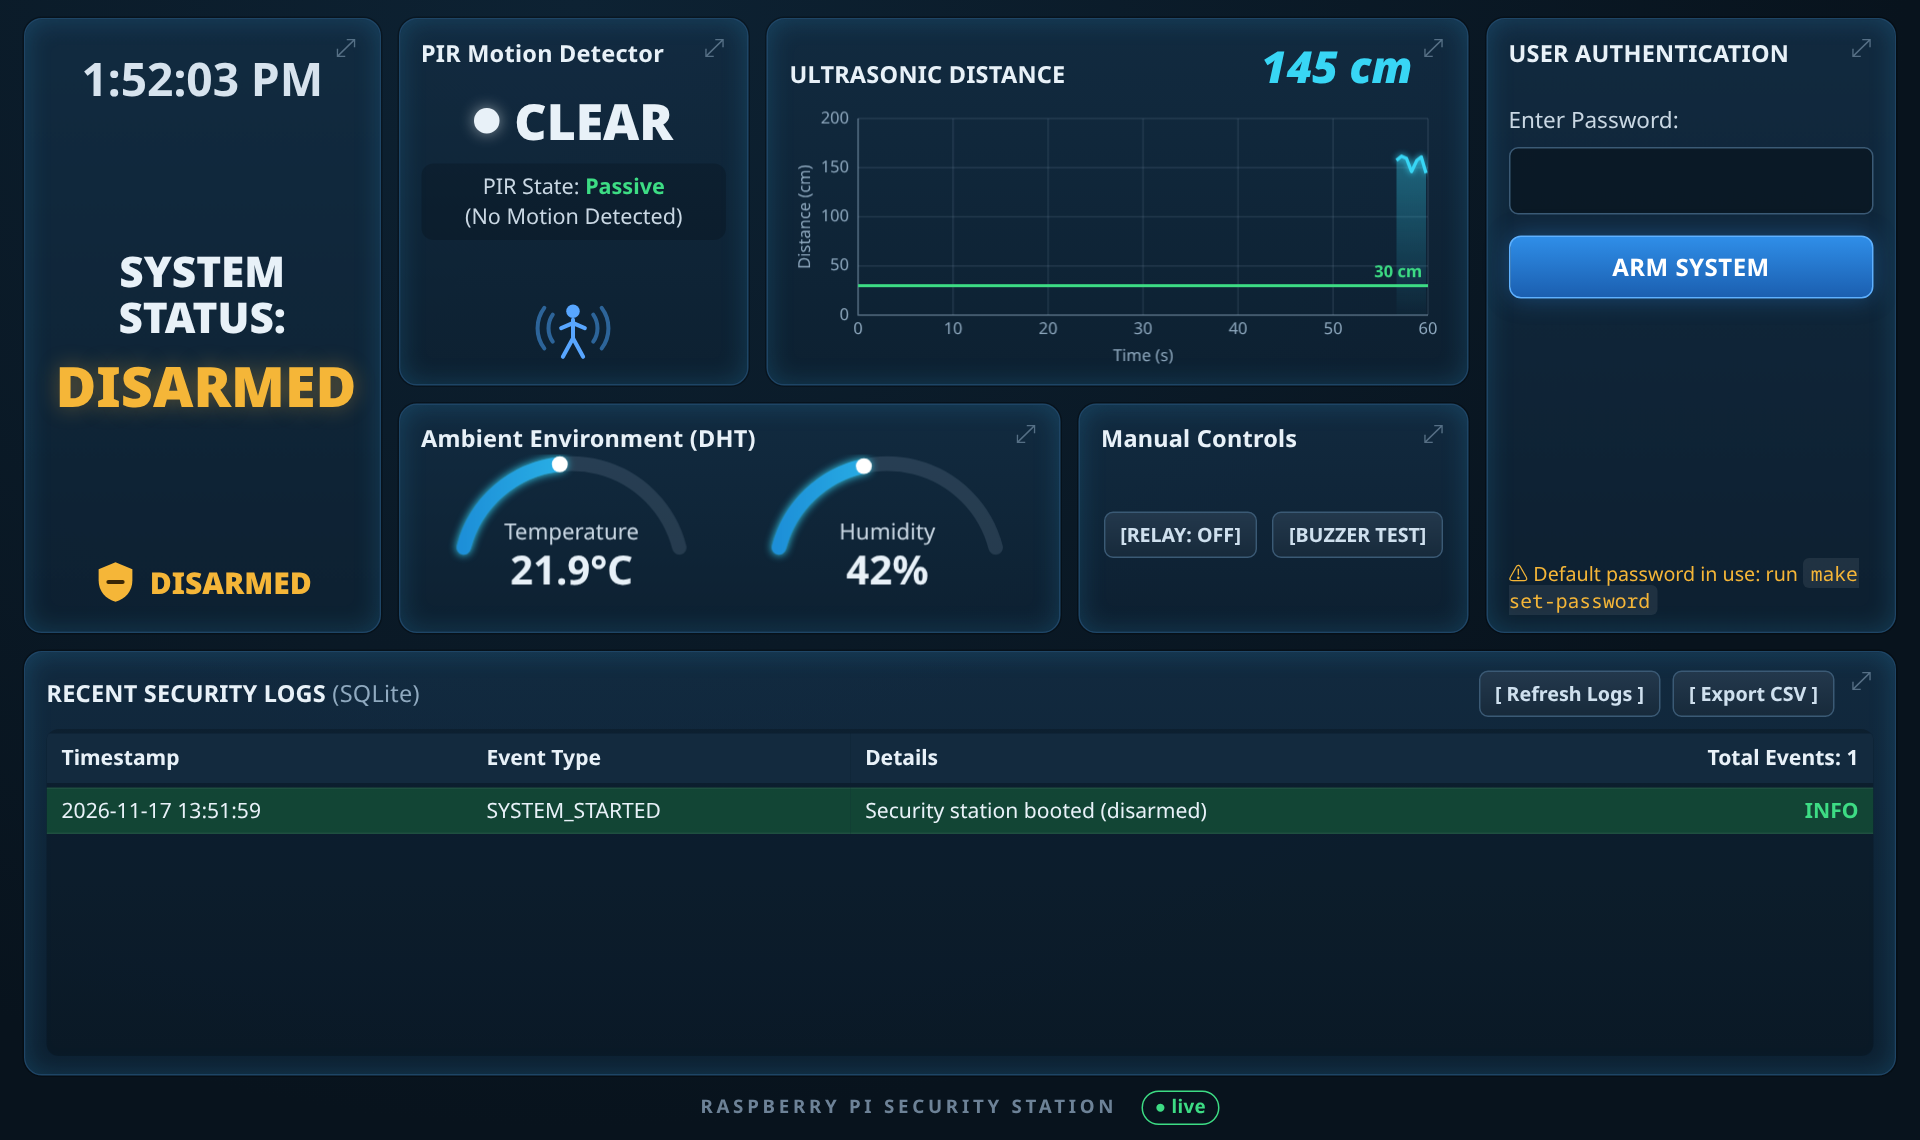 1:52:03 PM
SYSTEM
STATUS:
DISARMED
DISARMED
PIR Motion Detector
CLEAR
PIR State: Passive
(No Motion Detected)
ULTRASONIC DISTANCE
145 cm
200
150
100
50
0
Distance (cm)
30 cm
0 10 20 30 40 50 60
Time (s)
USER AUTHENTICATION
Enter Password:
ARM SYSTEM
⚠ Default password in use: run make
set-password
Ambient Environment (DHT)
Temperature
21.9°C
Humidity
42%
Manual Controls
[RELAY: OFF] [BUZZER TEST]
RECENT SECURITY LOGS (SQLite)
[ Refresh Logs ] [ Export CSV ]
Timestamp Event Type Details Total Events: 1
2026-11-17 13:51:59 SYSTEM_STARTED Security station booted (disarmed) INFO
RASPBERRY PI SECURITY STATION
live